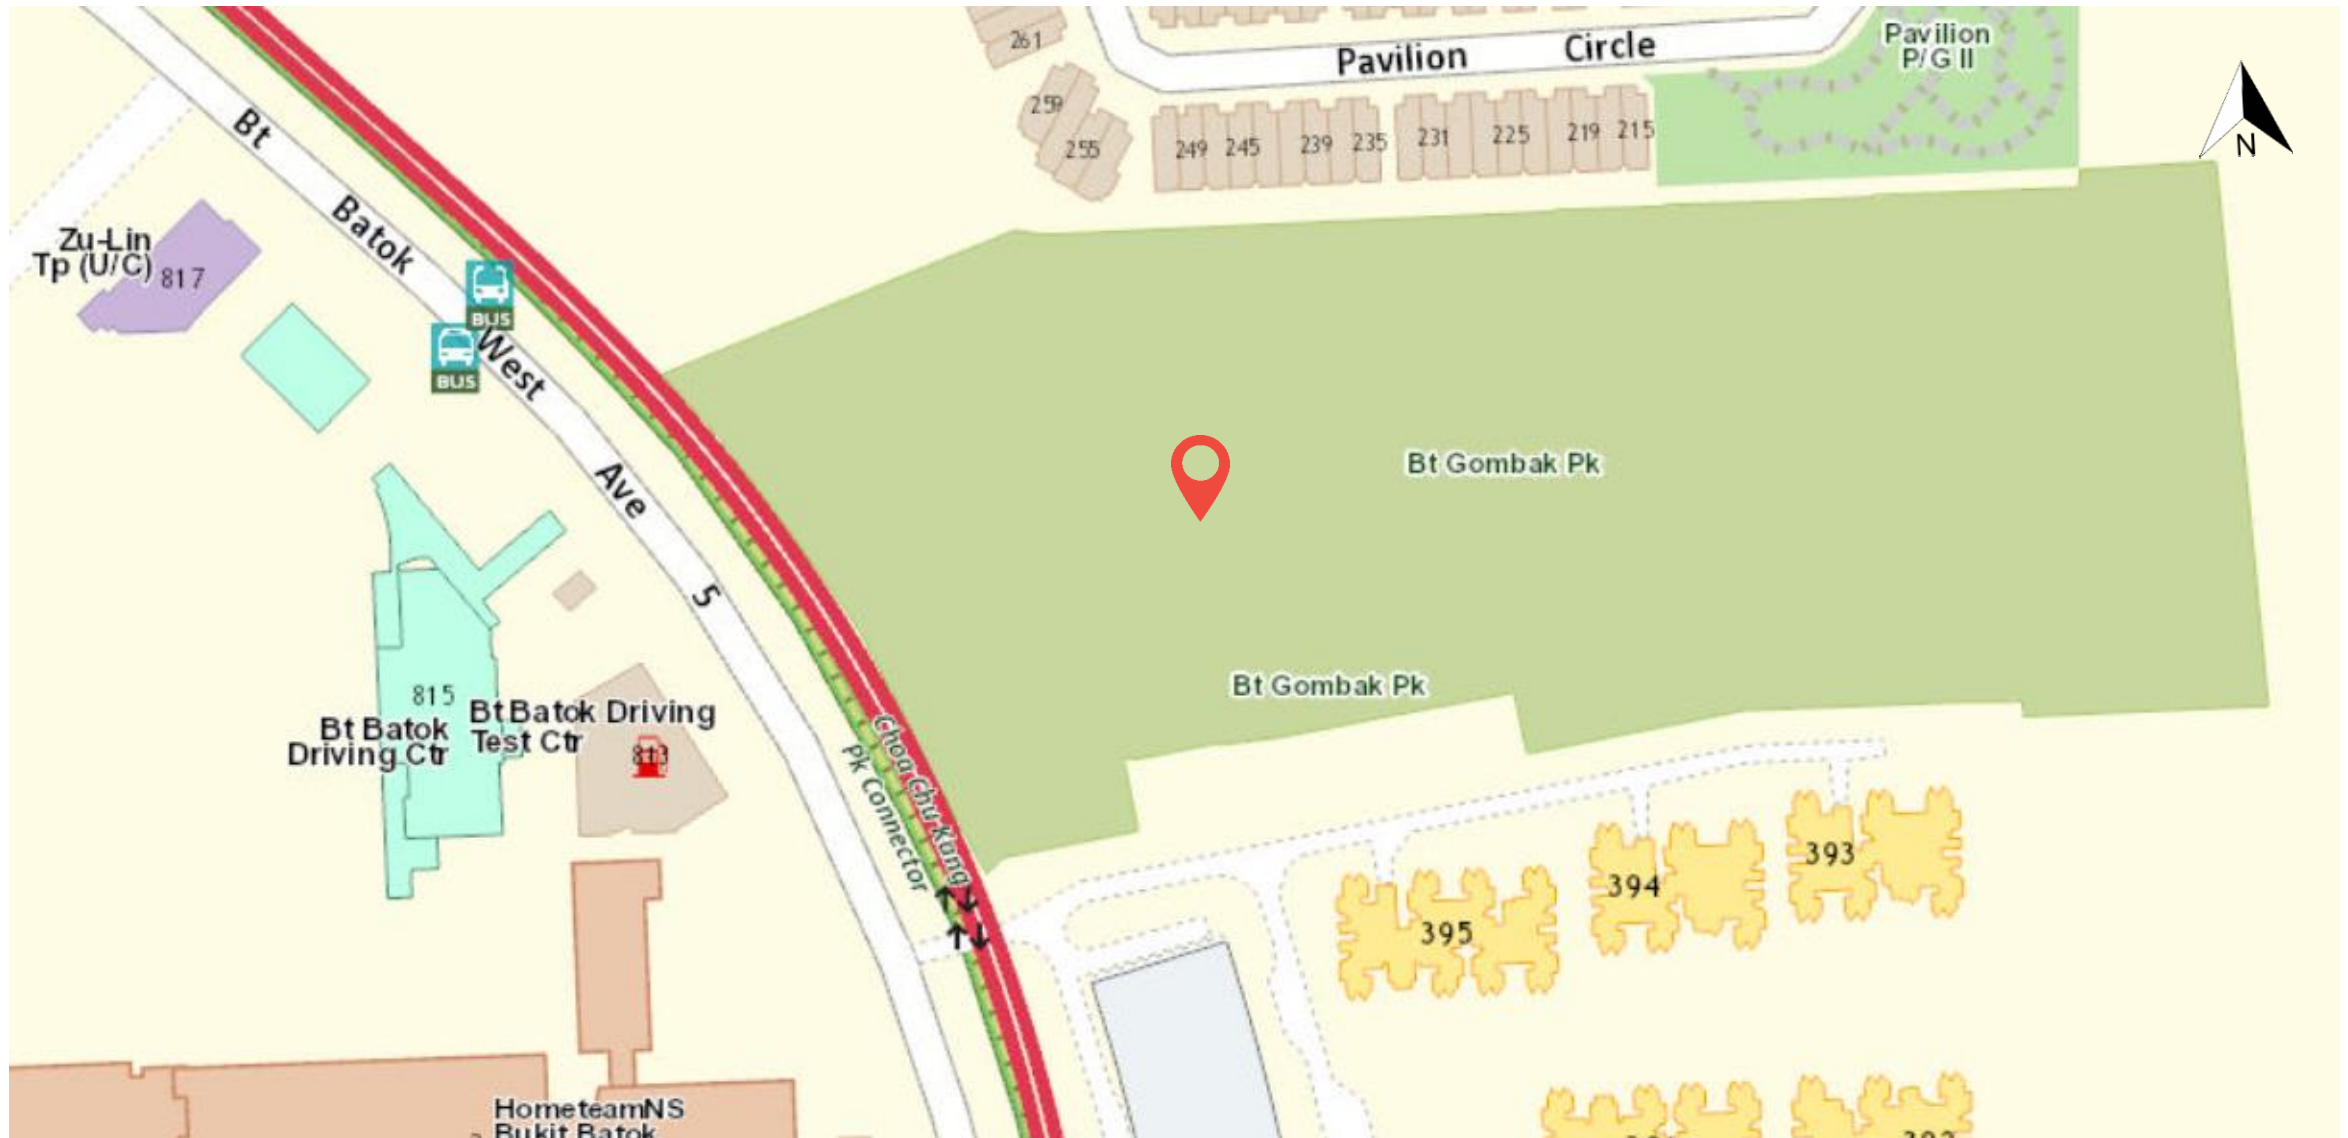 261
Pavilion Circle
Pavilion
P/G II
259
255
249 245 239 235 231 225 219 215
N
Bt Batok West Ave 5
Zu-Lin
Tp (U/C)
817
BUS
BUS
Bt Gombak Pk
Bt Gombak Pk
815
Bt Batok
Driving Ctr
Bt Batok Driving
Test Ctr
813
Choa Chu Kang
Pk Connector
393
394
395
HometeamNS
Bukit Batok